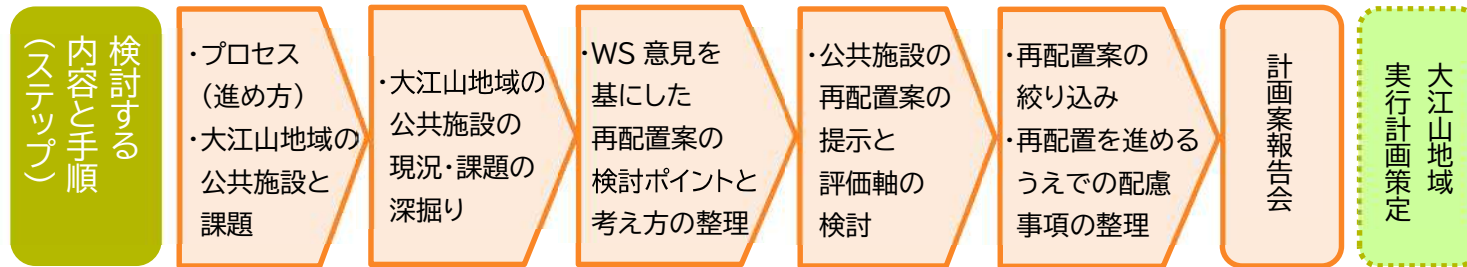 検討する
内容と手順
(ステップ)
・プロセス
(進め方)
・大江山地域の
公共施設と
課題
・大江山地域の
公共施設の
現況・課題の
深掘り
・WS 意見を
基にした
再配置案の
検討ポイントと
考え方の整理
・公共施設の
再配置案の
提示と
評価軸の
検討
・再配置案の
絞り込み
・再配置を進める
うえでの配慮
事項の整理
計画案報告会
大江山地域
実行計画策定